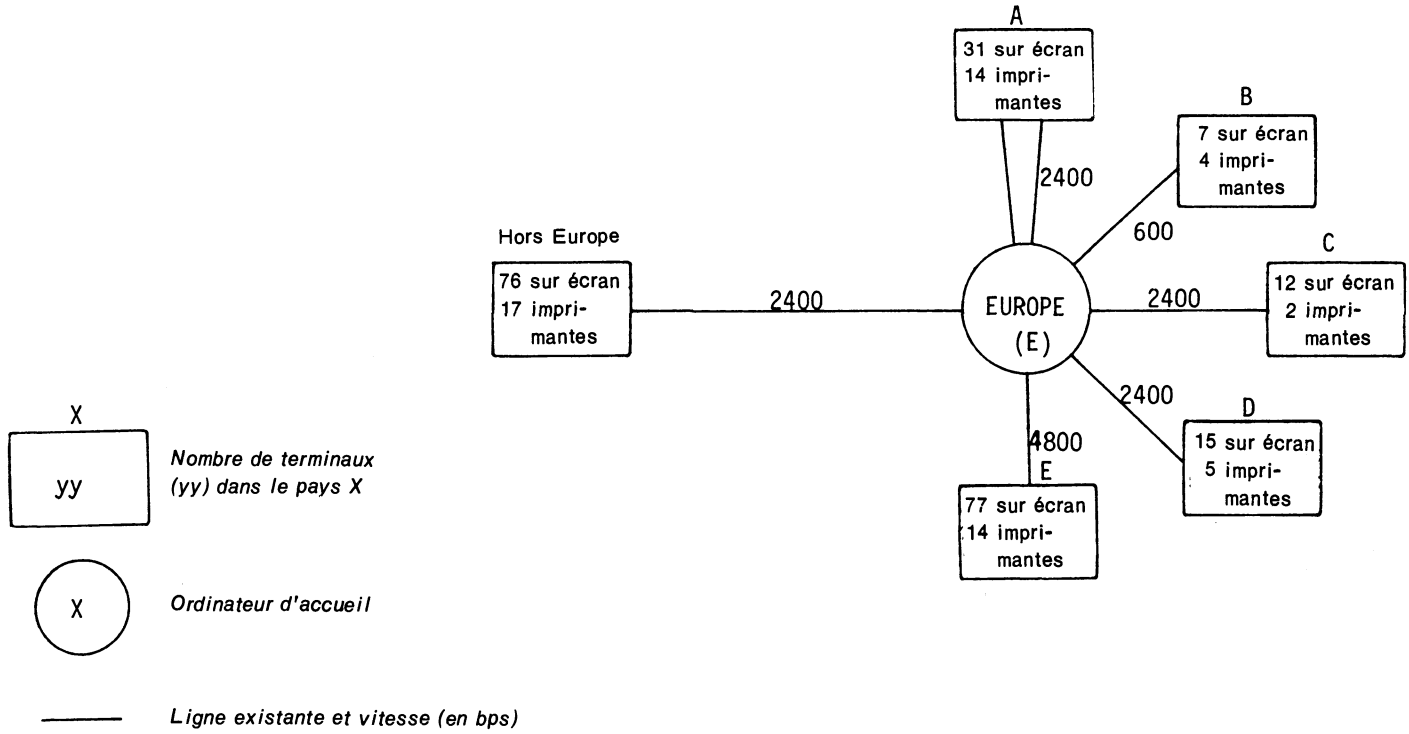 A
31 sur écran
14 impri-
mantes
B
7 sur écran
4 impri-
mantes
2400
600
Hors Europe
76 sur écran
17 impri-
mantes
2400
EUROPE
(E)
2400
C
12 sur écran
2 impri-
mantes
2400
D
15 sur écran
5 impri-
mantes
4800
E
77 sur écran
14 impri-
mantes
X
yy
Nombre de terminaux
(yy) dans le pays X
X
Ordinateur d'accueil
Ligne existante et vitesse (en bps)